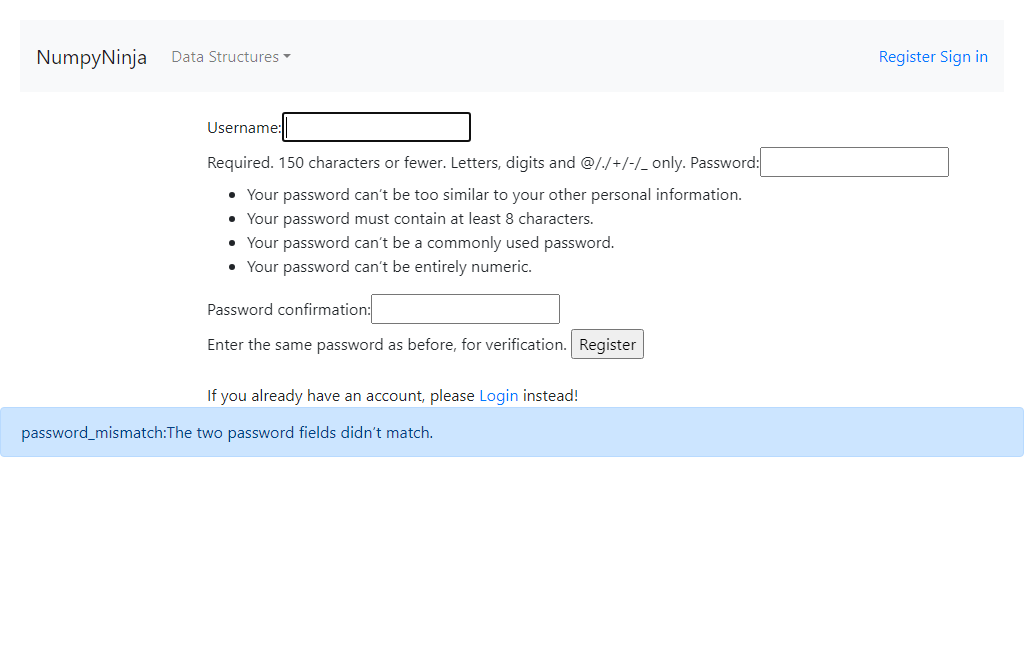 NumpyNinja Data Structures Register Sign in
Username:
Required. 150 characters or fewer. Letters, digits and @/./+/-/_ only. Password:
• Your password can't be too similar to your other personal information.
• Your password must contain at least 8 characters.
• Your password can't be a commonly used password.
• Your password can't be entirely numeric.
Password confirmation:
Enter the same password as before, for verification. Register
If you already have an account, please Login instead!
password_mismatch:The two password fields didn't match.